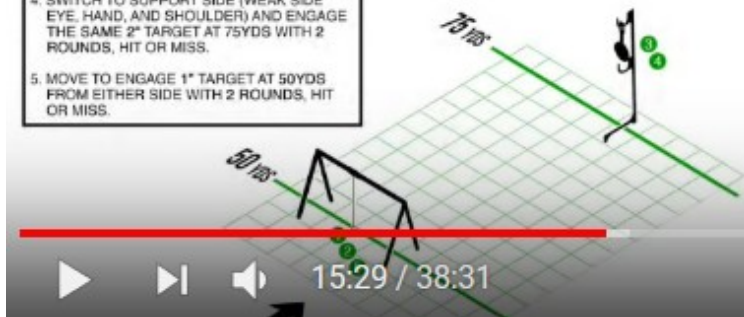 4. SWITCH TO SUPPORT SIDE (WEAK SIDE
EYE, HAND, AND SHOULDER) AND ENGAGE
THE SAME 2" TARGET AT 75YDS WITH 2
ROUNDS, HIT OR MISS.
5. MOVE TO ENGAGE 1" TARGET AT 50YDS
FROM EITHER SIDE WITH 2 ROUNDS, HIT
OR MISS.
75 YDS
3
4
50 YDS
15:29 / 38:31